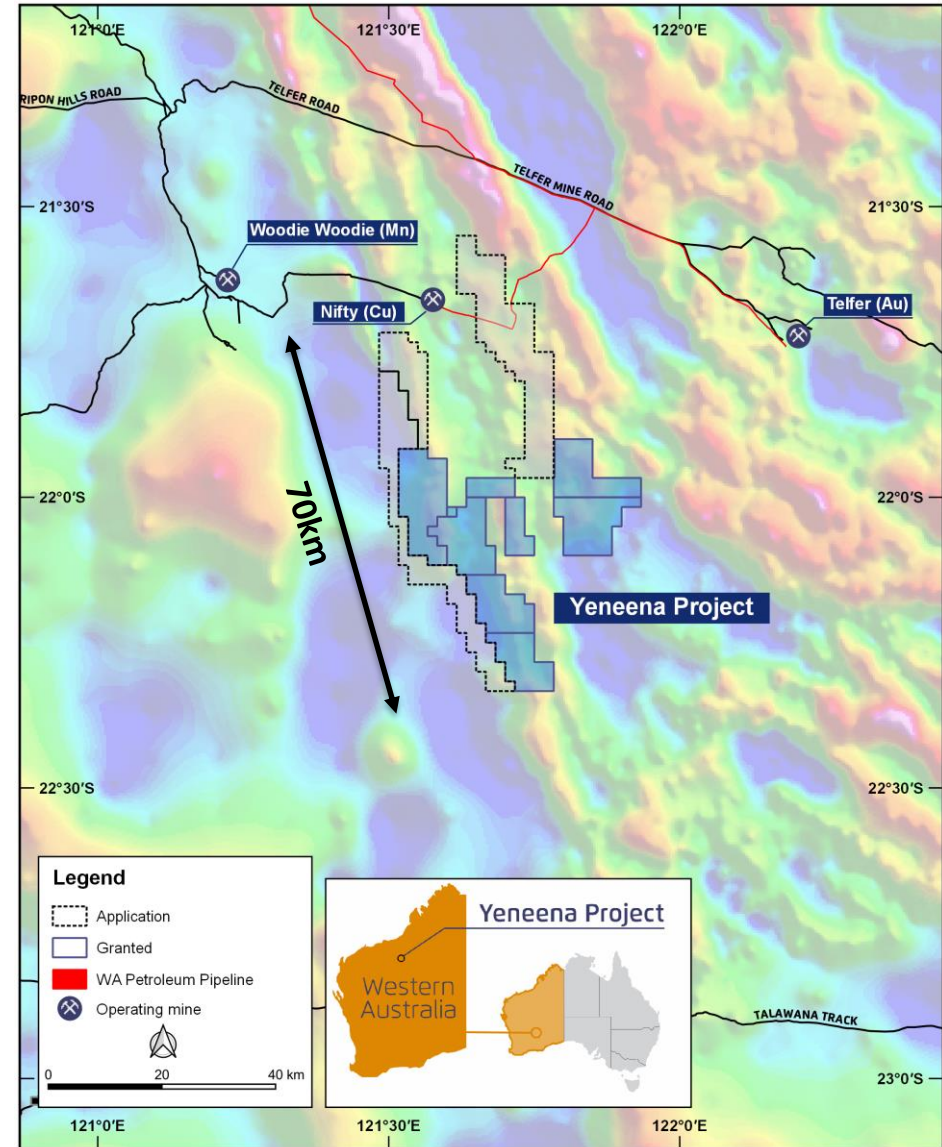 121°0'E
121°30'E
122°0'E
RIPON HILLS ROAD
TELFER ROAD
TELFER MINE ROAD
21°30'S
21°30'S
Woodie Woodie (Mn)
Nifty (Cu)
Telfer (Au)
22°0'S
22°0'S
70km
Yeneena Project
22°30'S
22°30'S
Legend
Application
Granted
WA Petroleum Pipeline
Operating mine
0
20
40 km
Yeneena Project
Western
Australia
TALAWANA TRACK
23°0'S
121°0'E
121°30'E
122°0'E